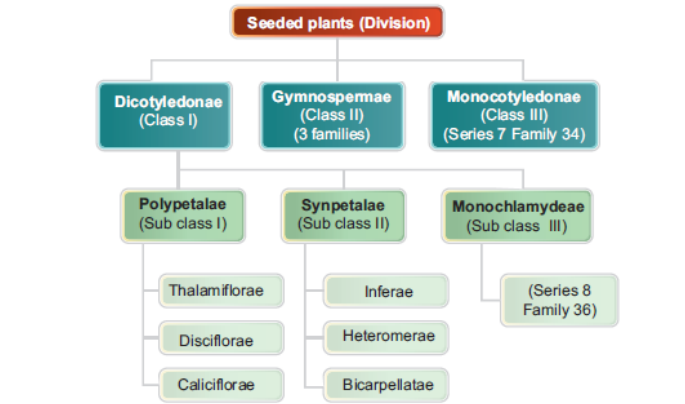 Seeded plants (Division)
Dicotyledonae
(Class I)
Gymnospermae
(Class II)
(3 families)
Monocotyledonae
(Class III)
(Series 7 Family 34)
Polypetalae
(Sub class I)
Synpetalae
(Sub class II)
Monochlamydeae
(Sub class III)
Thalamiflorae
Disciflorae
Caliciflorae
Inferae
Heteromerae
Bicarpellatae
(Series 8
Family 36)